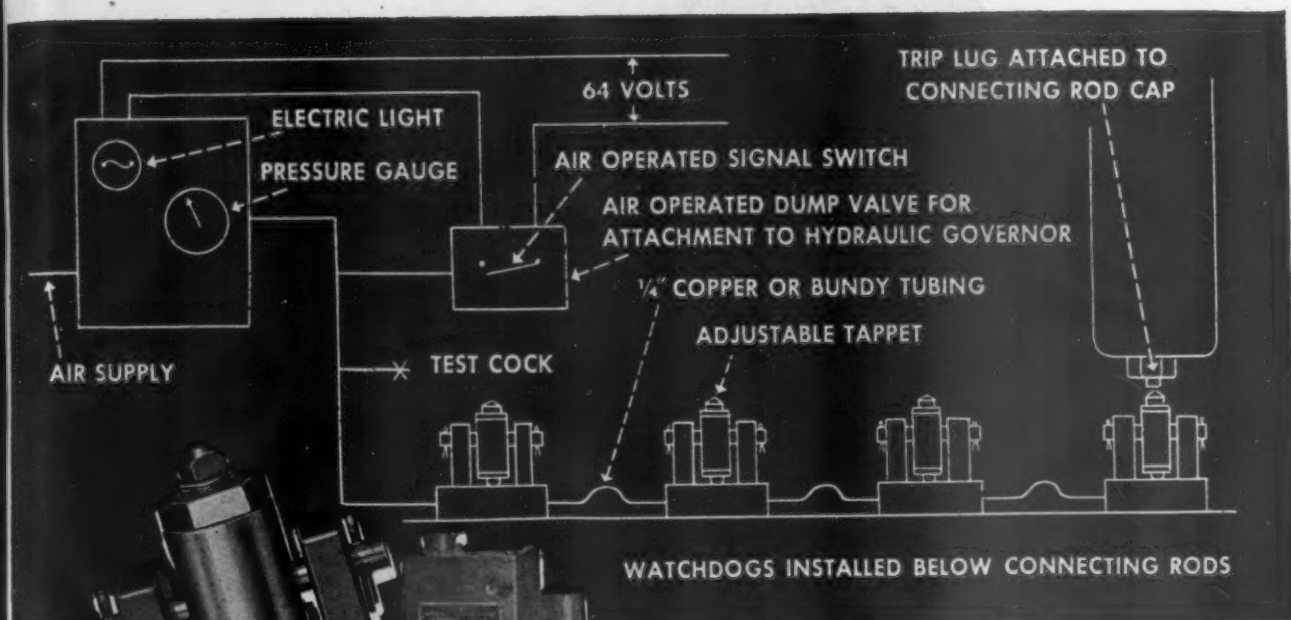 64 VOLTS
TRIP LUG ATTACHED TO
CONNECTING ROD CAP
ELECTRIC LIGHT
PRESSURE GAUGE
AIR OPERATED SIGNAL SWITCH
AIR OPERATED DUMP VALVE FOR
ATTACHMENT TO HYDRAULIC GOVERNOR
¼" COPPER OR BUNDY TUBING
ADJUSTABLE TAPPET
AIR SUPPLY
TEST COCK
WATCHDOGS INSTALLED BELOW CONNECTING RODS